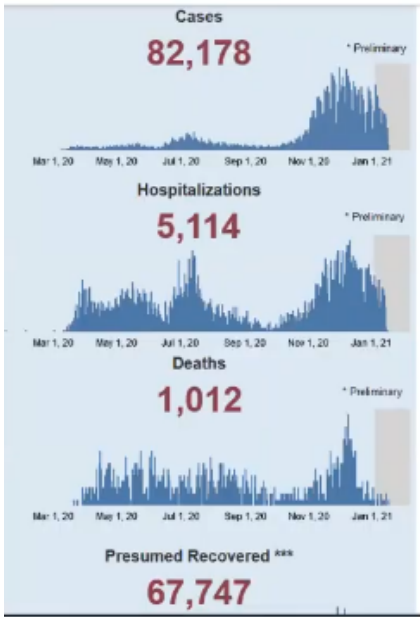 Cases
82,178
* Preliminary
Mar 1, 20 May 1, 20 Jul 1, 20 Sep 1, 20 Nov 1, 20 Jan 1, 21
Hospitalizations
5,114
* Preliminary
Mar 1, 20 May 1, 20 Jul 1, 20 Sep 1, 20 Nov 1, 20 Jan 1, 21
Deaths
1,012
* Preliminary
Mar 1, 20 May 1, 20 Jul 1, 20 Sep 1, 20 Nov 1, 20 Jan 1, 21
Presumed Recovered ***
67,747